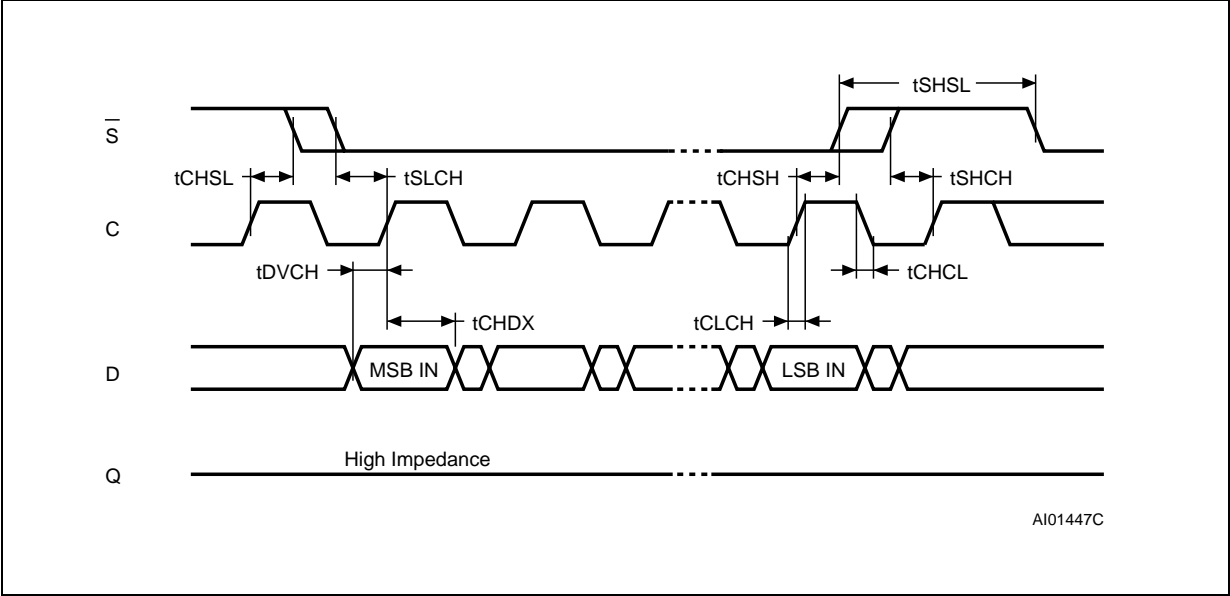 tSHSL
S̅
tCHSL
tSLCH
tCHSH
tSHCH
C
tDVCH
tCHCL
tCHDX
tCLCH
D
MSB IN
LSB IN
High Impedance
Q
AI01447C